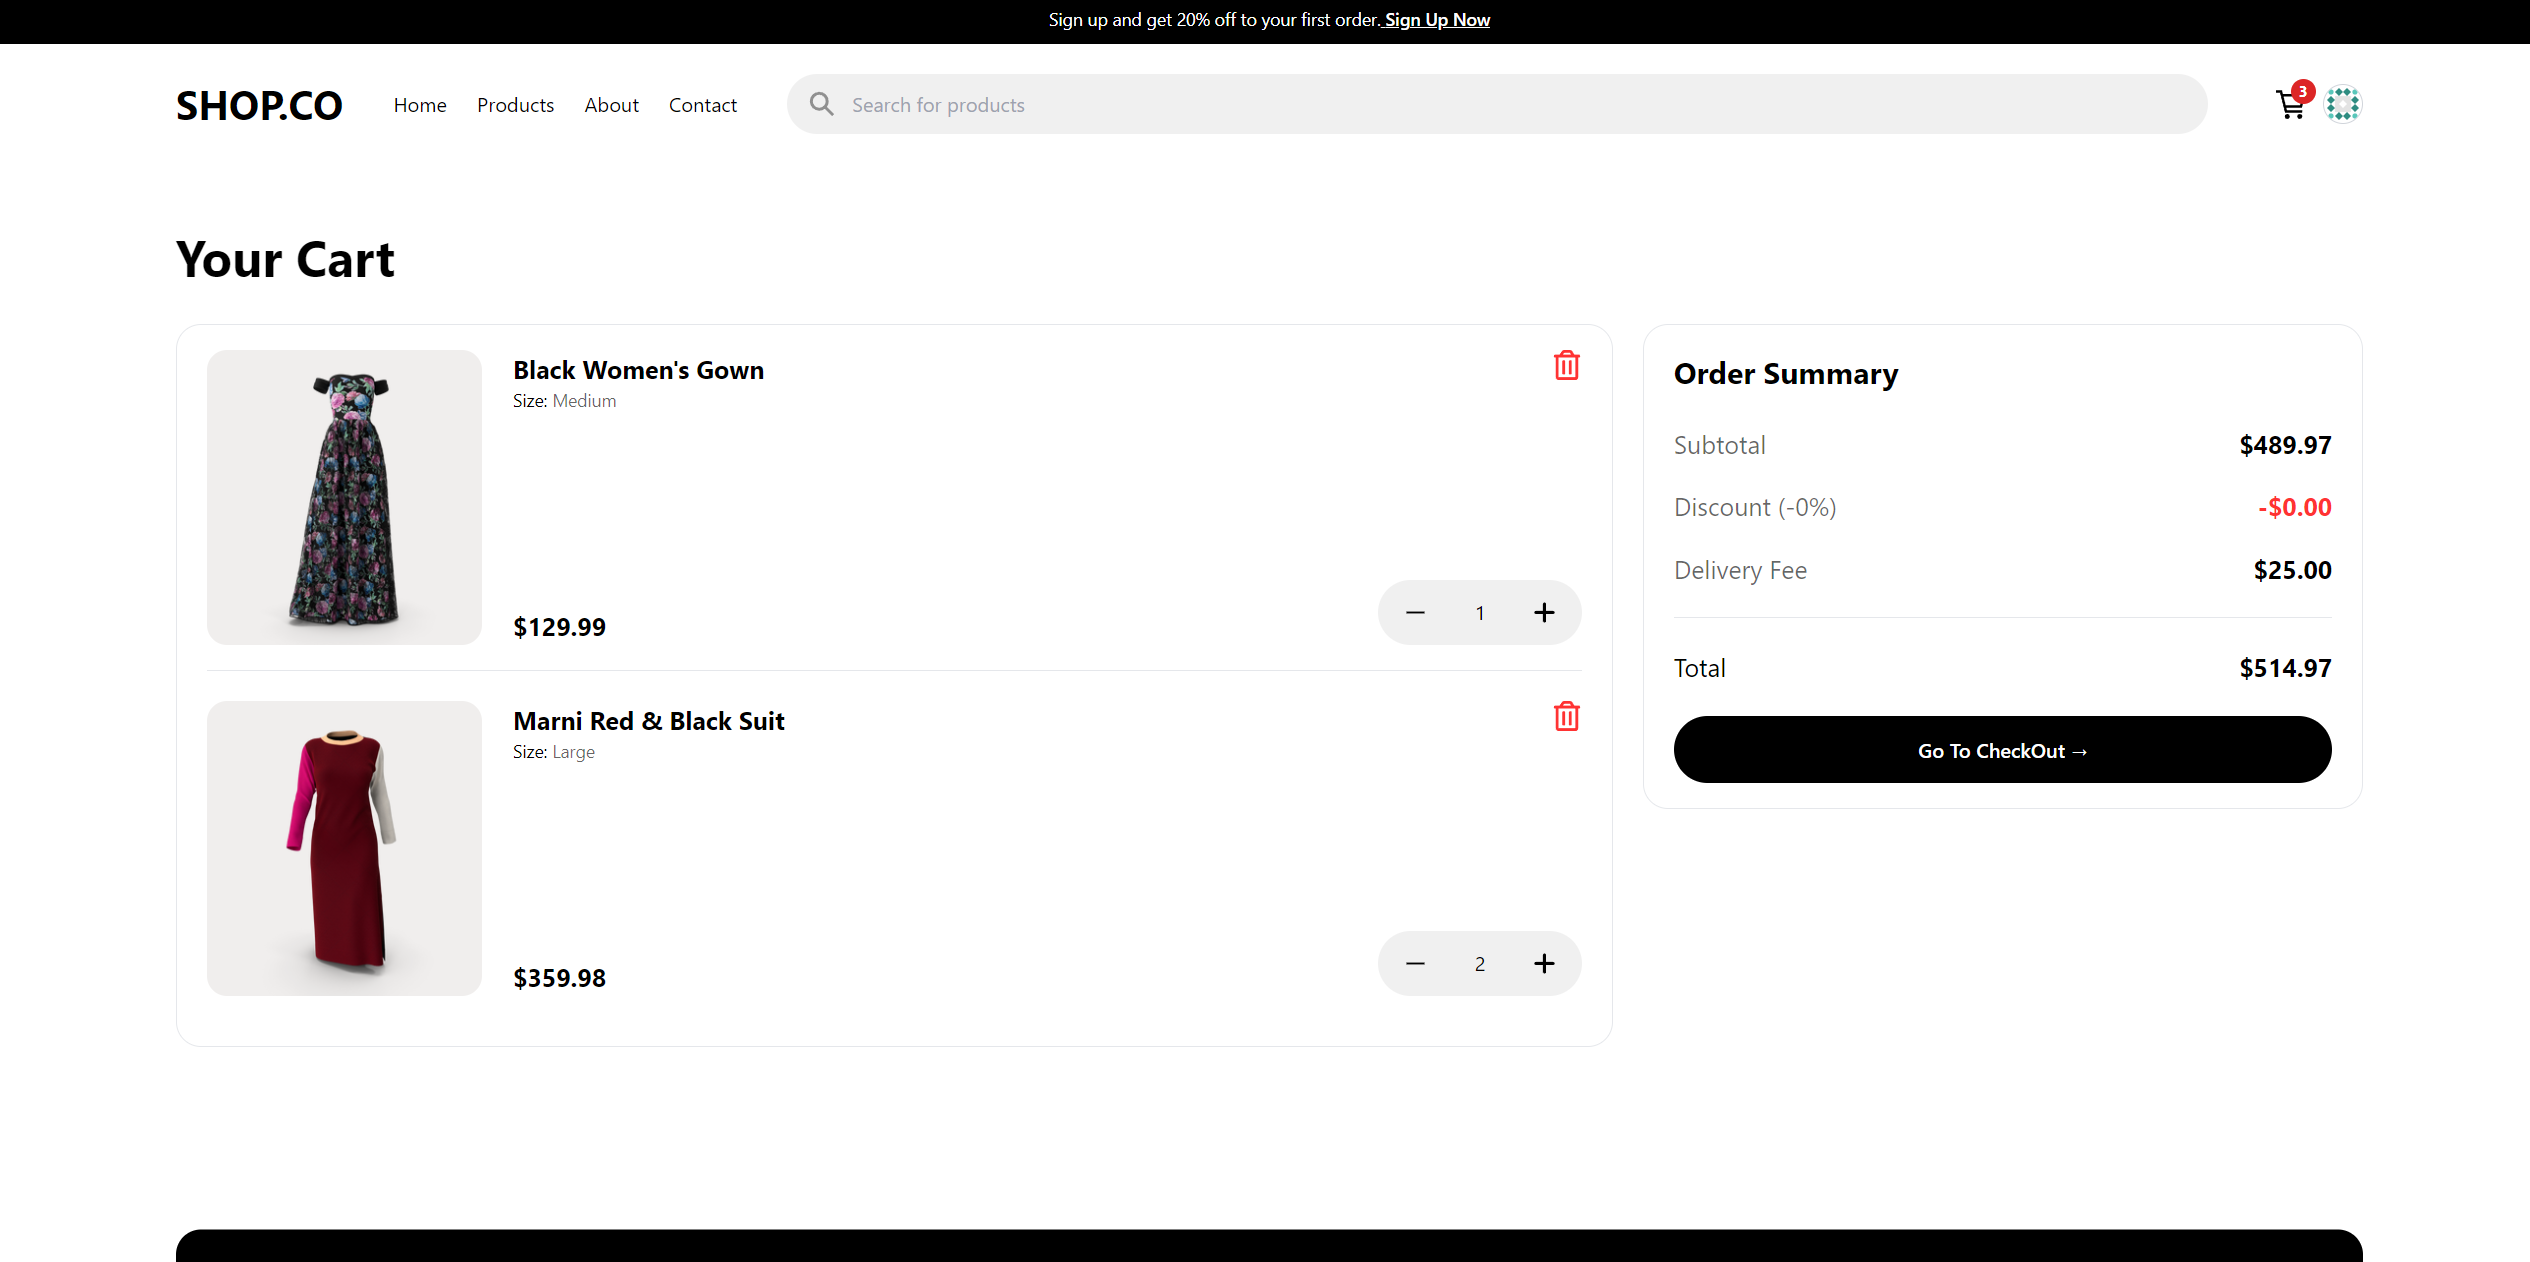 Sign up and get 20% off to your first order. Sign Up Now
SHOP.CO
Home
Products
About
Contact
Search for products
3
Your Cart
Black Women's Gown
Size: Medium
$129.99
1
Marni Red & Black Suit
Size: Large
$359.98
2
Order Summary
Subtotal
$489.97
Discount (-0%)
-$0.00
Delivery Fee
$25.00
Total
$514.97
Go To CheckOut →